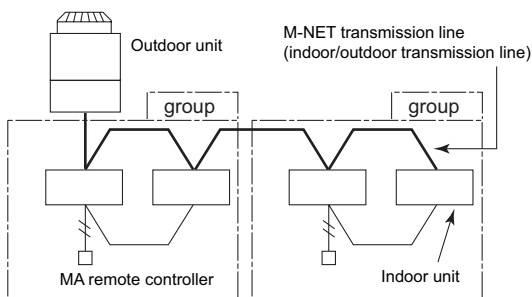 Outdoor unit
M-NET transmission line
(indoor/outdoor transmission line)
group
group
MA remote controller
Indoor unit